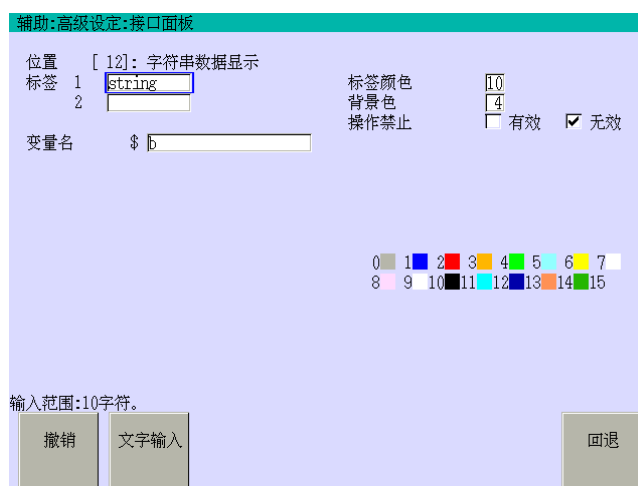 辅助:高级设定:接口面板
位置 [ 12]: 字符串数据显示
标签 1 string
2
标签颜色 10
背景色 4
操作禁止 有效 无效
变量名 $ b
0 1 2 3 4 5 6 7
8 9 10 11 12 13 14 15
输入范围:10字符。
撤销 文字输入 回退